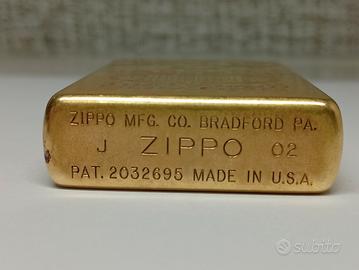 ZIPPO MFG. CO. BRADFORD PA.
J ZIPPO 02
PAT. 2032695 MADE IN U.S.A.
subito